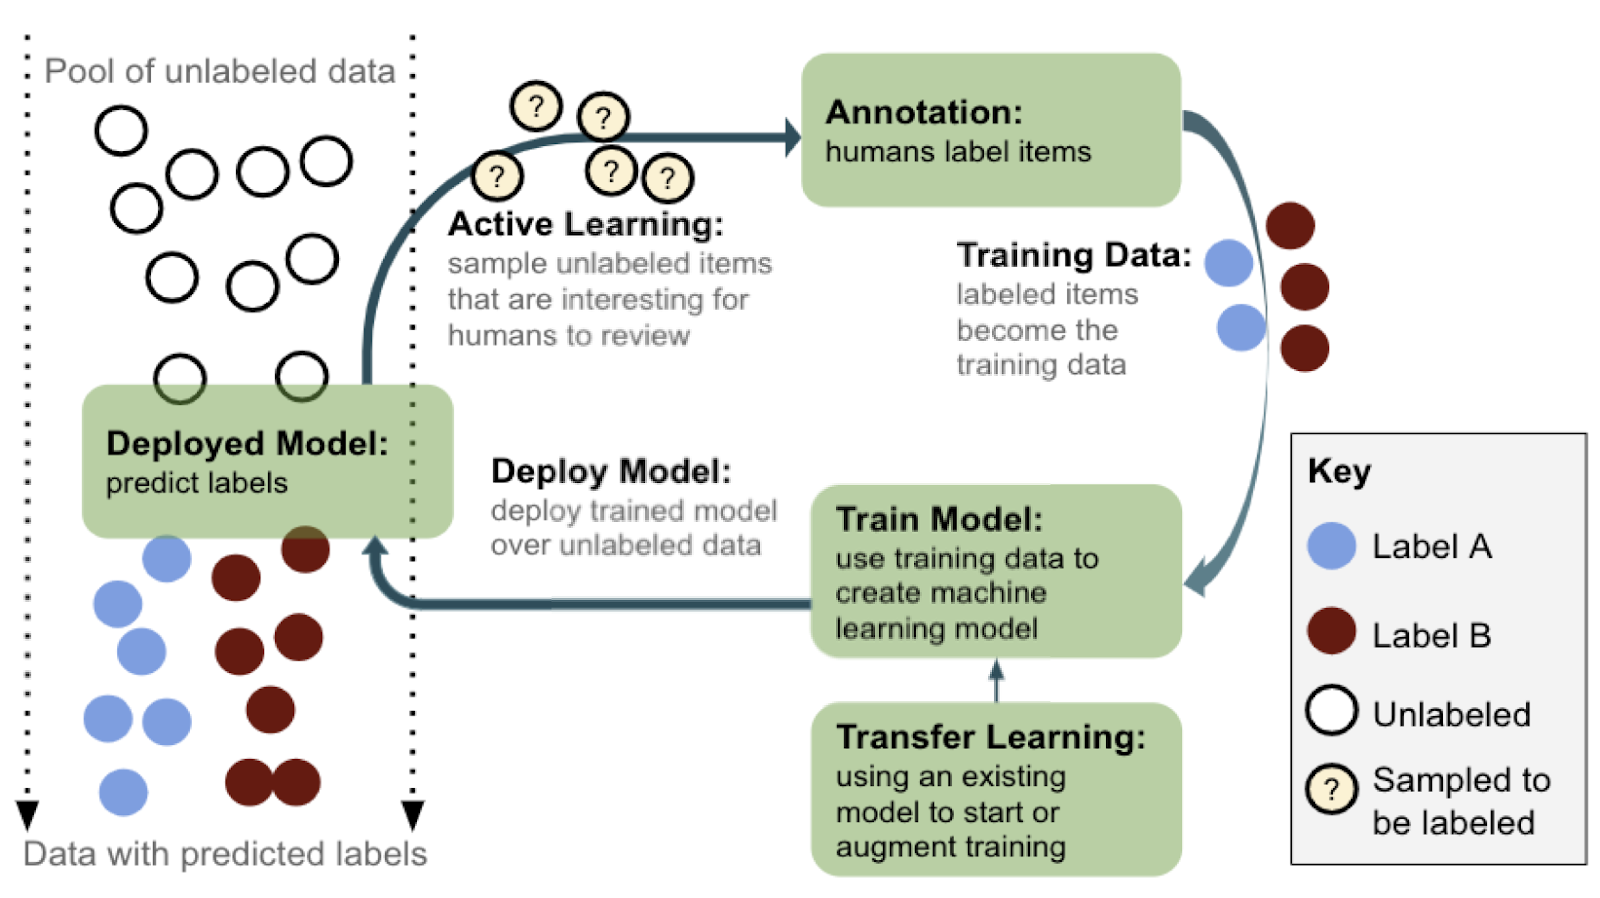 Pool of unlabeled data
?
?
?
?
?
Annotation:
humans label items
Active Learning:
sample unlabeled items
that are interesting for
humans to review
Training Data:
labeled items
become the
training data
Deployed Model:
predict labels
Deploy Model:
deploy trained model
over unlabeled data
Train Model:
use training data to
create machine
learning model
Transfer Learning:
using an existing
model to start or
augment training
Data with predicted labels
Key
Label A
Label B
Unlabeled
?
Sampled to
be labeled